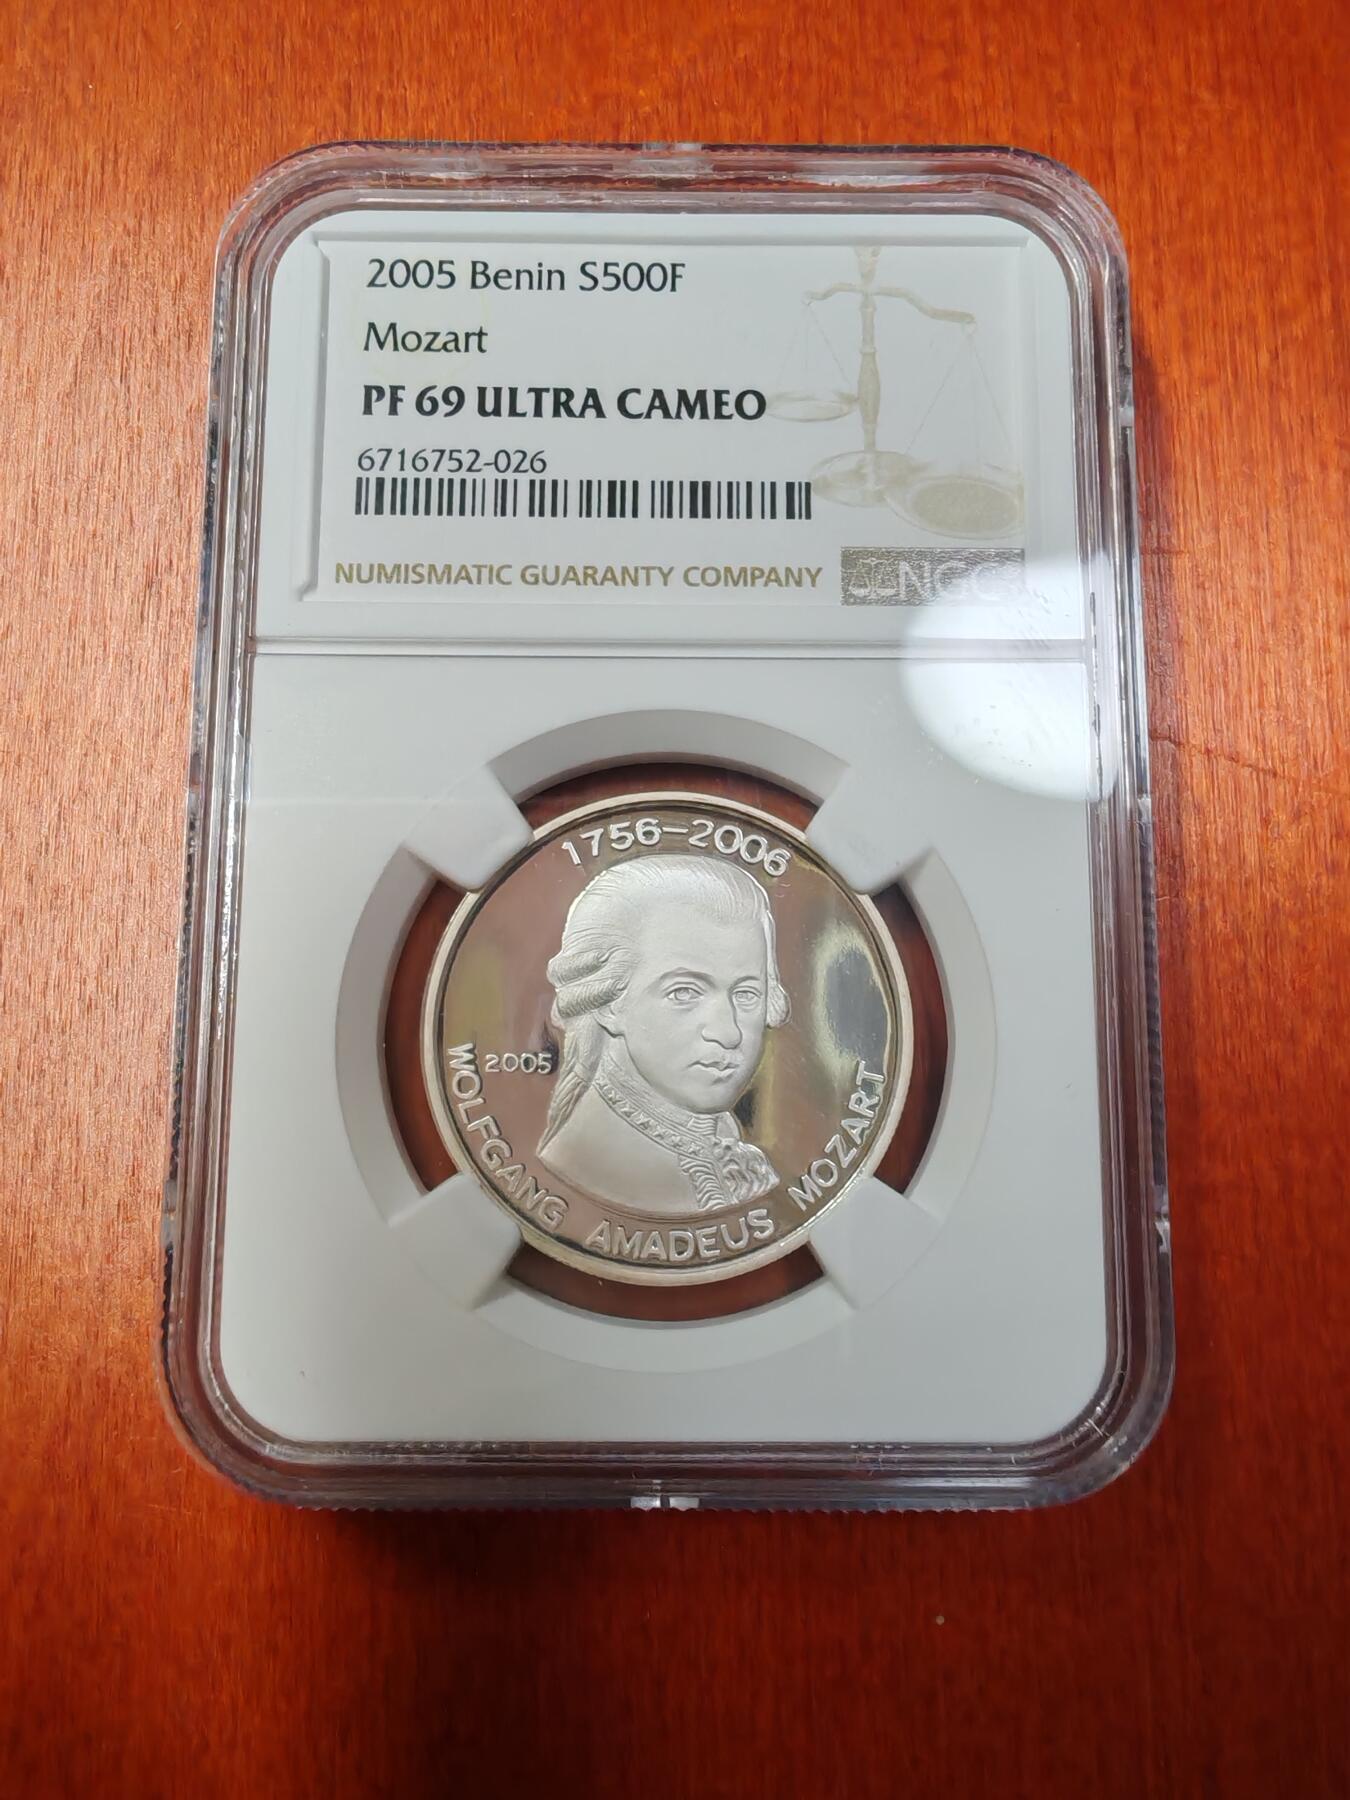 2005 Benin S500F
Mozart
PF 69 ULTRA CAMEO
6716752-026
NUMISMATIC GUARANTY COMPANY
NGC
1756-2006
2005
WOLFGANG AMADEUS MOZART